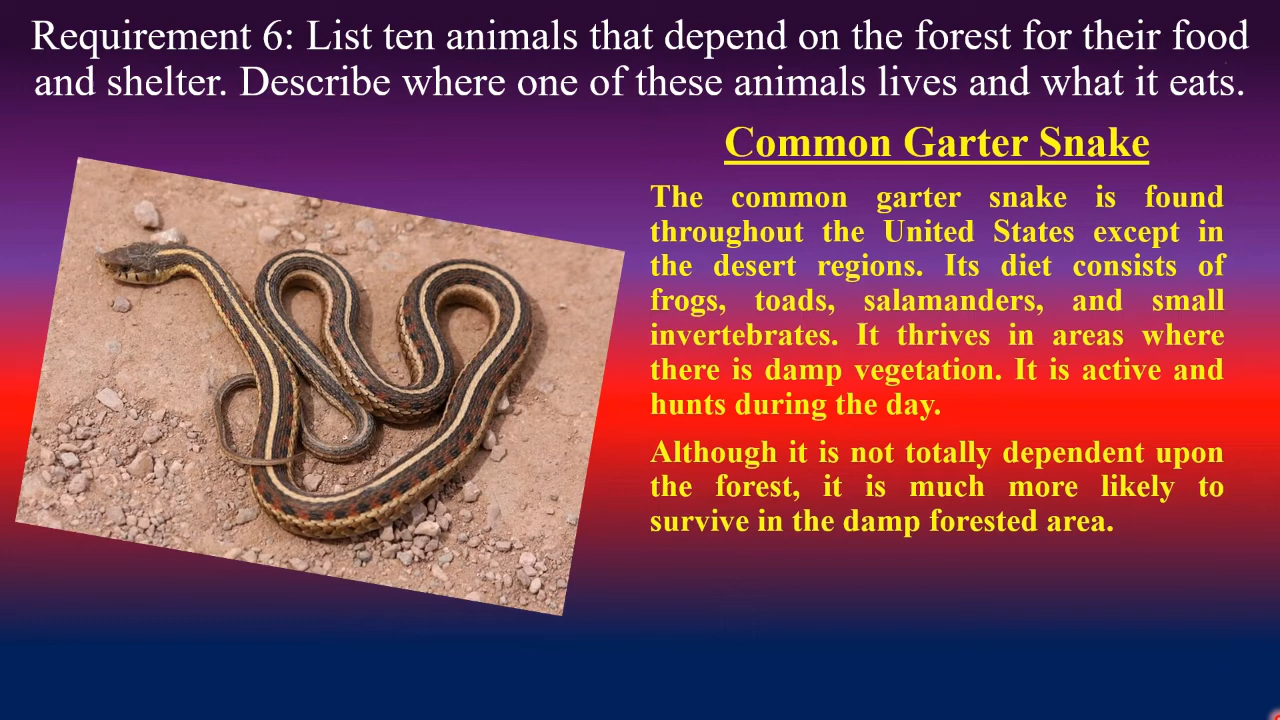 Requirement 6: List ten animals that depend on the forest for their food
and shelter. Describe where one of these animals lives and what it eats.
Common Garter Snake
The common garter snake is found
throughout the United States except in
the desert regions. Its diet consists of
frogs, toads, salamanders, and small
invertebrates. It thrives in areas where
there is damp vegetation. It is active and
hunts during the day.
Although it is not totally dependent upon
the forest, it is much more likely to
survive in the damp forested area.